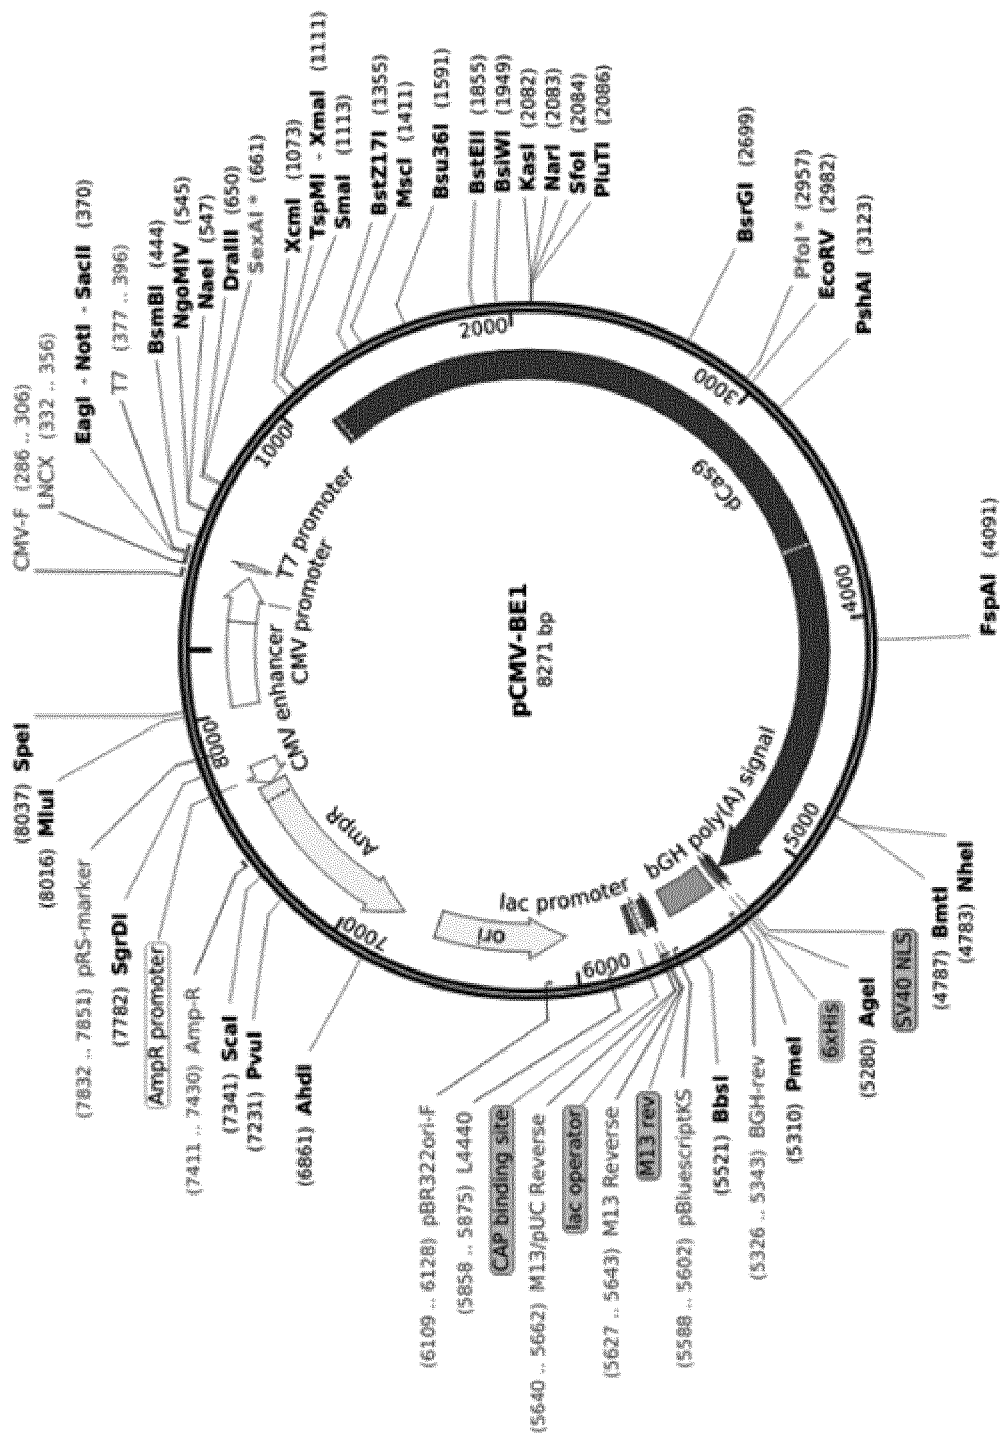 pCMV-BE1
8271 bp
CMV-F (286 .. 306)
LNCX (332 .. 356)
EagI - NotI - SacII (370)
T7 (377 .. 396)
BsmBI (444)
NgoMIV (545)
NaeI (547)
DraIII (650)
SexAI * (661)
XcmI (1073)
TspMI - XmaI (1111)
SmaI (1113)
BstZ17I (1355)
MscI (1411)
Bsu36I (1591)
BstEII (1855)
BsiWI (1949)
KasI (2082)
NarI (2083)
SfoI (2084)
PluTI (2086)
BsrGI (2699)
PfoI * (2957)
EcoRV (2982)
PshAI (3123)
FspAI (4091)
(4783) NheI
(4787) BmtI
SV40 NLS
(5280) AgeI
6xHis
(5310) PmeI
(5326 .. 5343) BGH-rev
(5521) BbsI
(5588 .. 5602) pBluescriptKS
M13 rev
(5627 .. 5643) M13 Reverse
lac operator
(5640 .. 5662) M13/pUC Reverse
CAP binding site
(5858 .. 5875) L4440
(6109 .. 6128) pBR322ori-F
(6861) AhdI
(7231) PvuI
(7341) ScaI
(7411 .. 7430) Amp-R
AmpR promoter
(7782) SgrDI
(7832 .. 7851) pRS-marker
(8016) MluI
(8037) SpeI
1000
2000
3000
4000
5000
6000
7000
8000
T7 promoter
CMV promoter
CMV enhancer
AmpR
ori
lac promoter
bGH poly(A) signal
dCas9